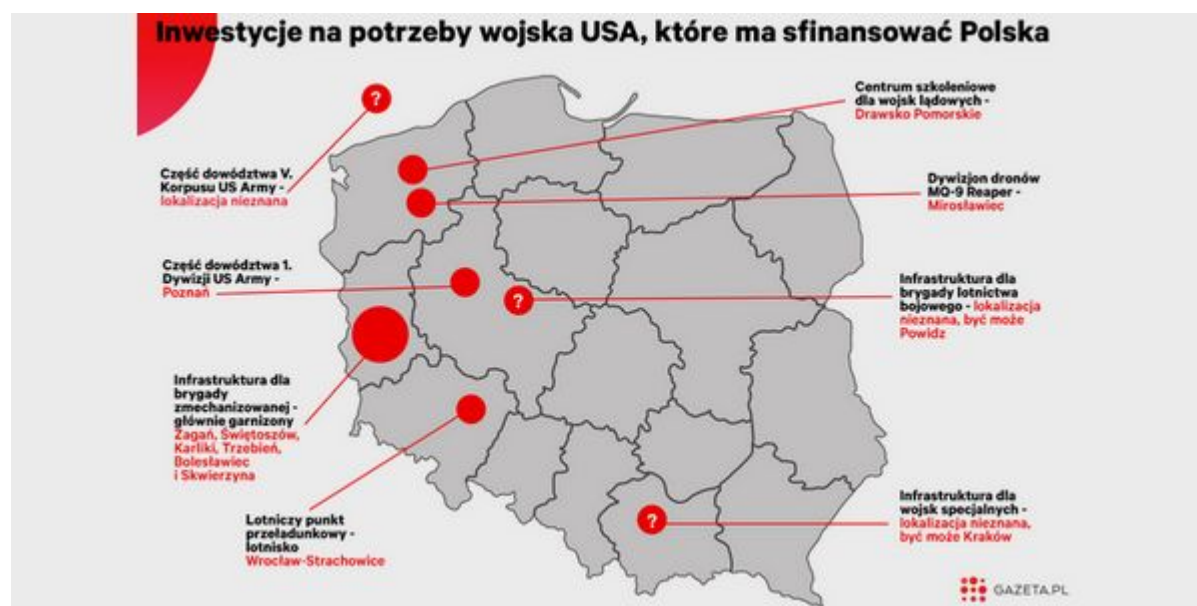 Inwestycje na potrzeby wojska USA, które ma sfinansować Polska
?
Centrum szkoleniowe
dla wojsk lądowych -
Drawsko Pomorskie
Część dowództwa V.
Korpusu US Army -
lokalizacja nieznana
Dywizjon dronów
MQ-9 Reaper -
Mirosławiec
Część dowództwa 1.
Dywizji US Army -
Poznań
?
Infrastruktura dla
brygady lotnictwa
bojowego - lokalizacja
nieznana, być może
Powidz
Infrastruktura dla
brygady
zmechanizowanej -
głównie garnizony
Żagań, Świętoszów,
Karliki, Trzebień,
Bolesławiec
i Skwierzyna
Lotniczy punkt
przeładunkowy -
lotnisko
Wrocław-Strachowice
?
Infrastruktura dla
wojsk specjalnych -
lokalizacja nieznana,
być może Kraków
GAZETA.PL